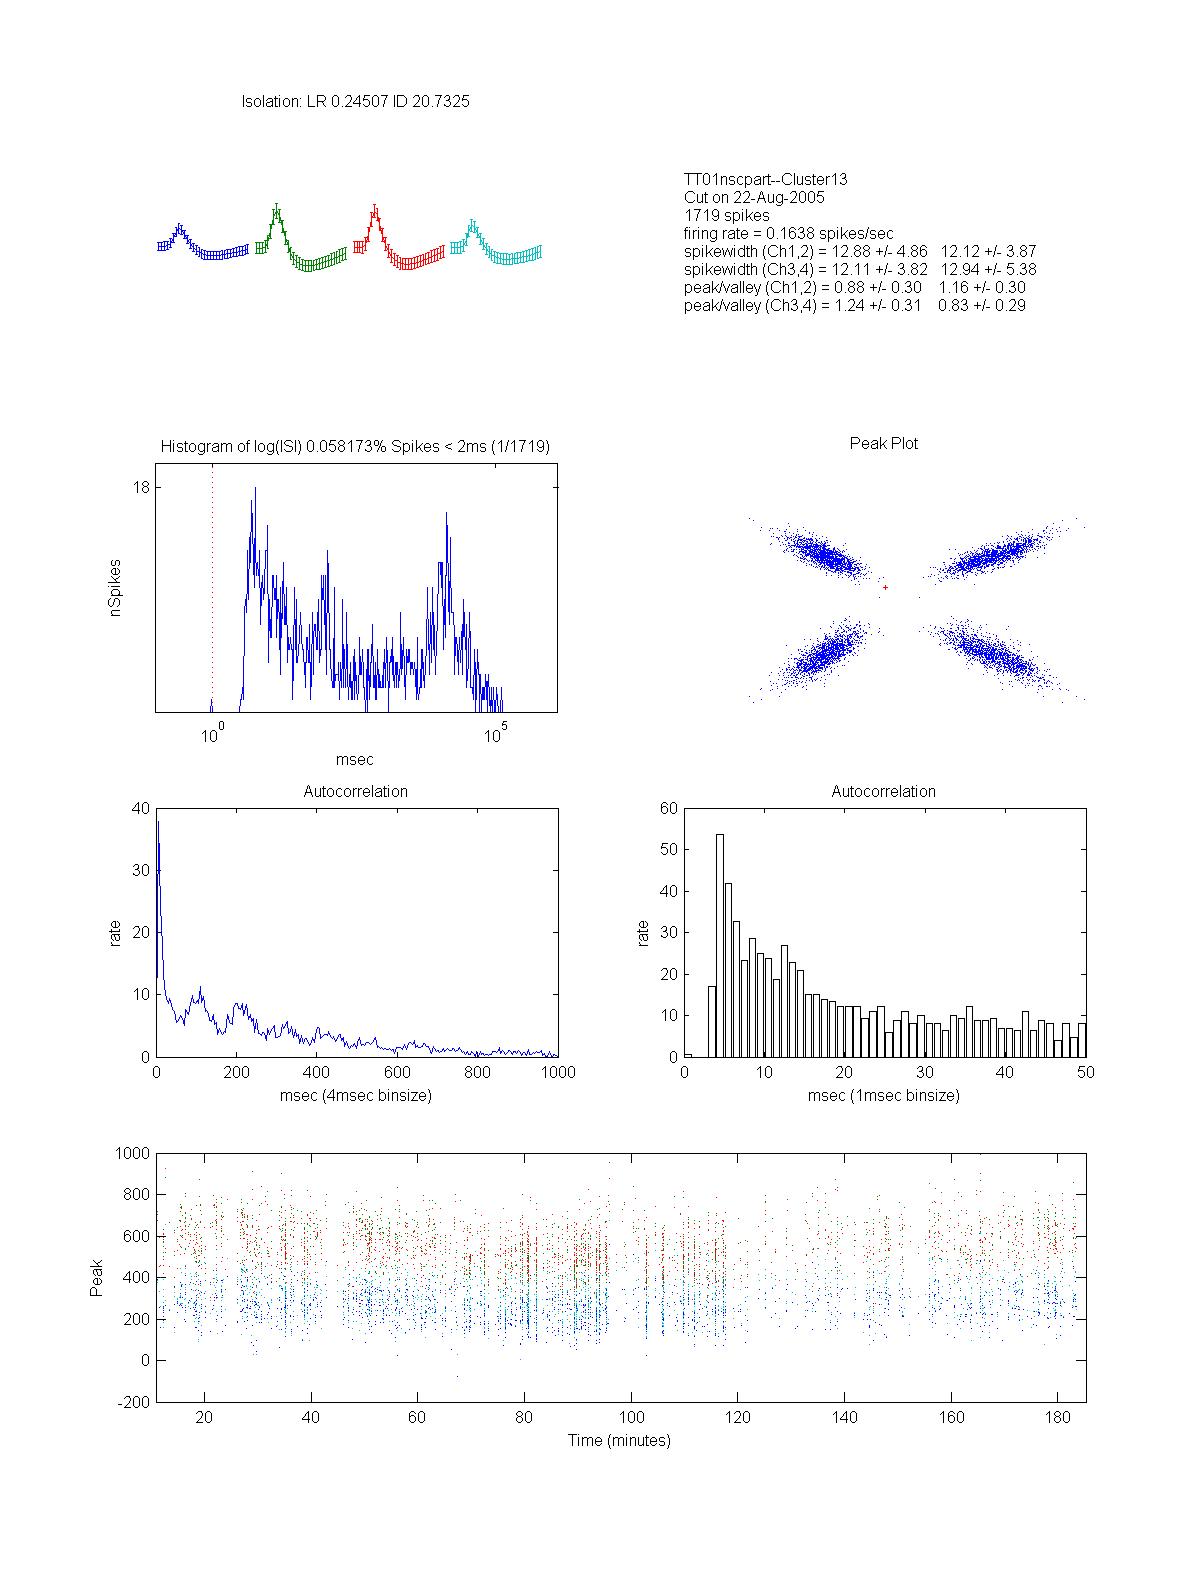 Isolation: LR 0.24507 ID 20.7325
TT01nscpart--Cluster13
Cut on 22-Aug-2005
1719 spikes
firing rate = 0.1638 spikes/sec
spikewidth (Ch1,2) = 12.88 +/- 4.86 12.12 +/- 3.87
spikewidth (Ch3,4) = 12.11 +/- 3.82 12.94 +/- 5.38
peak/valley (Ch1,2) = 0.88 +/- 0.30 1.16 +/- 0.30
peak/valley (Ch3,4) = 1.24 +/- 0.31 0.83 +/- 0.29
Histogram of log(ISI) 0.058173% Spikes < 2ms (1/1719)
18
nSpikes
10^0 10^5
msec
Peak Plot
Autocorrelation
40
30
20
10
0
rate
0 200 400 600 800 1000
msec (4msec binsize)
Autocorrelation
60
50
40
30
20
10
0
rate
0 10 20 30 40 50
msec (1msec binsize)
1000
800
600
400
200
0
-200
Peak
20 40 60 80 100 120 140 160 180
Time (minutes)